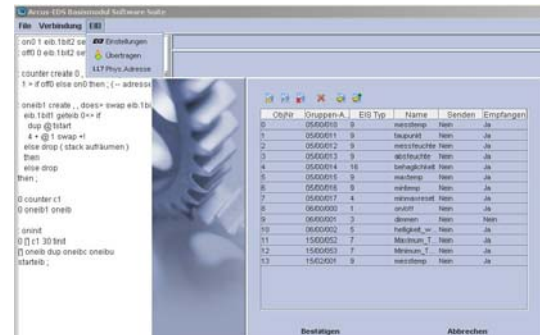 Arcus-EDS Basismodul Software Suite
File Verbindung EIB
Einstellungen
Übertragen
Phys.Adresse
: on0 1 eib.1bit2 se
: off0 0 eib.1bit2 se
: counter create 0 ,
1 > if off0 else on0 then ; (-- adresse
: oneib1 create , , does> swap eib.1bi
eib.1bit1 geteib 0<> if
dup @ tstart
4 + @ 1 swap +!
else drop ( stack aufräumen )
then
else drop
then ;
0 counter c1
0 oneib1 oneib
: oninit
0 [] c1 30 tinit
[] oneib dup oneibc oneibu
starteib ;
ObjNr Gruppen-A... EIS Typ Name Senden Empfangen
0 05/00/010 9 messtemp Nein Ja
1 05/00/011 9 taupunkt Nein Ja
2 05/00/012 9 messfeuchte Nein Ja
3 05/00/013 9 absfeuchte Nein Ja
4 05/00/014 16 behaglichkeit Nein Ja
5 05/00/015 9 maxtemp Nein Ja
6 05/00/016 9 mintemp Nein Ja
7 05/00/017 4 minmaxreset Nein Ja
8 06/00/000 1 on/off Nein Ja
9 06/00/001 3 dimmen Nein Nein
10 06/00/002 5 helligkeit_w... Nein Ja
11 15/00/052 7 Maximum_T... Nein Ja
12 15/00/053 7 Minimum_T... Nein Ja
13 15/02/001 9 messtemp Nein Ja
Bestätigen Abbrechen